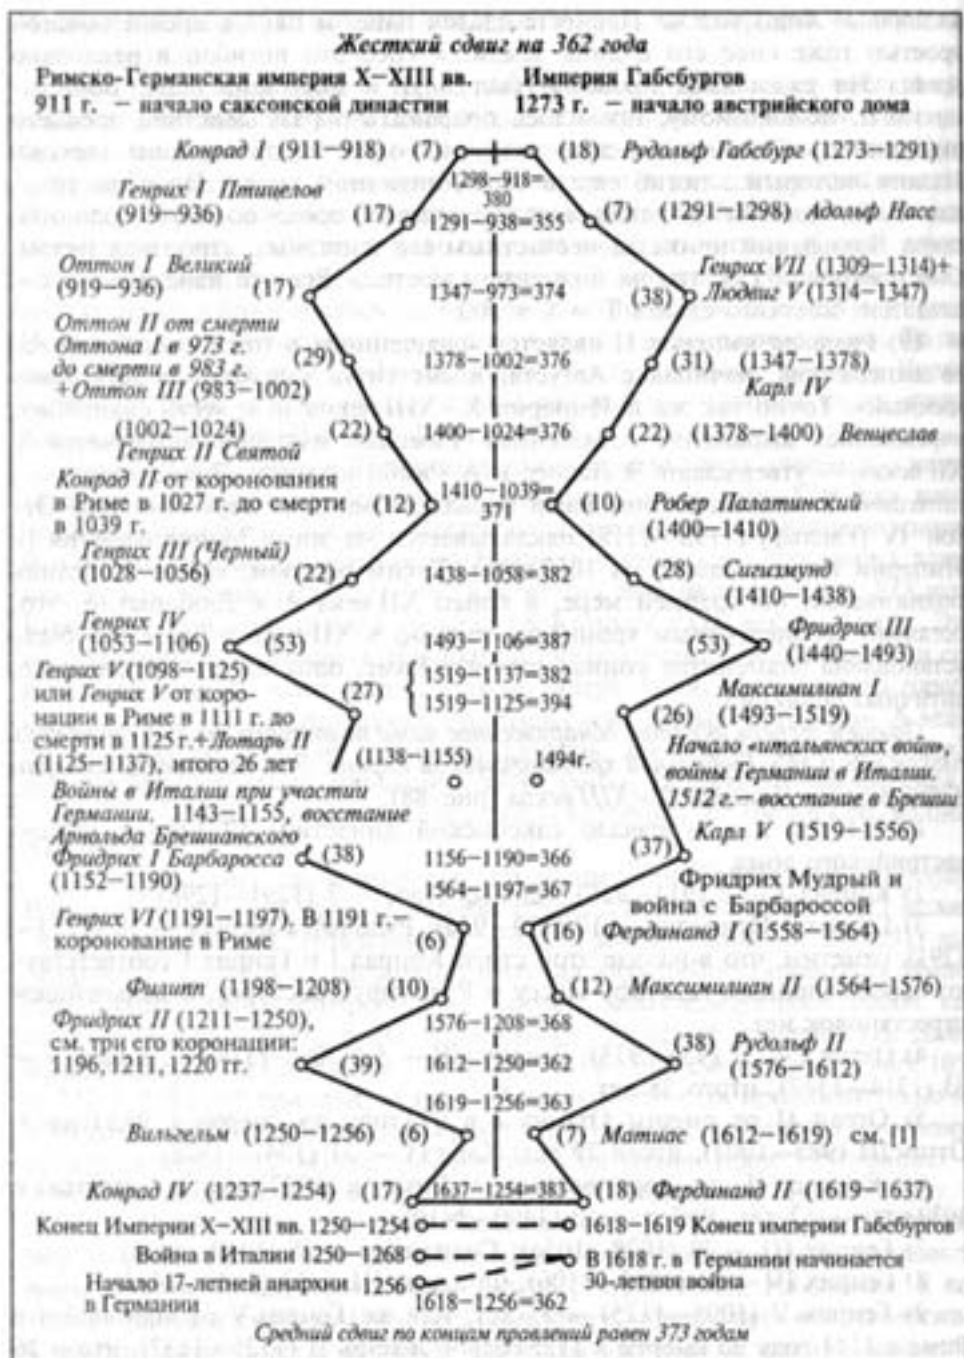 Жесткий сдвиг на 362 года
Римско-Германская империя X–XIII вв.
911 г. – начало саксонской династии
Империя Габсбургов
1273 г. – начало австрийского дома
Конрад I (911–918) (7)
(18) Рудольф Габсбург (1273–1291)
1298–918=
380
Генрих I Птицелов
(919–936) (17)
1291–938=355
(7) (1291–1298) Адольф Насс.
Оттон I Великий
(919–936) (17)
1347–973=374
Генрих VII (1309–1314)+
(38) Людвиг V (1314–1347)
Оттон II от смерти
Оттона I в 973 г.
до смерти в 983 г.
+Оттон III (983–1002)
(29)
1378–1002=376
(31) (1347–1378)
Карл IV
(1002–1024) (22)
Генрих II Святой
1400–1024=376
(22) (1378–1400) Венцеслав
Конрад II от коронования
в Риме в 1027 г. до смерти
в 1039 г.
(12)
1410–1039=
371
(10) Робер Палатинский
(1400–1410)
Генрих III (Черный)
(1028–1056) (22)
1438–1058=382
(28) Сигизмунд
(1410–1438)
Генрих IV
(1053–1106) (53)
1493–1106=387
(53) Фридрих III
(1440–1493)
Генрих V (1098–1125)
или Генрих V от коро-
нации в Риме в 1111 г. до
смерти в 1125 г.+Лотарь II
(1125–1137), итого 26 лет
(27)
1519–1137=382
1519–1125=394
Максимилиан I
(26) (1493–1519)
(1138–1155)
1494г.
Начало «итальянских войн»,
войны Германии в Италии.
1512 г.– восстание в Брешии
Войны в Италии при участии
Германии. 1143–1155, восстание
Арнольда Брешианского
Фридрих I Барбаросса
(1152–1190)
(38)
1156–1190=366
Карл V (1519–1556)
(37)
1564–1197=367
Фридрих Мудрый и
война с Барбароссой
Генрих VI (1191–1197). В 1191 г.–
коронование в Риме
(6)
(16) Фердинанд I (1558–1564)
Филипп (1198–1208) (10)
(12) Максимилиан II (1564–1576)
1576–1208=368
Фридрих II (1211–1250),
см. три его коронации:
1196, 1211, 1220 гг.
(39)
1612–1250=362
(38) Рудольф II
(1576–1612)
1619–1256=363
Вильгельм (1250–1256) (6)
(7) Матиас (1612–1619) см. [1]
Конрад IV (1237–1254) (17)
1637–1254=383
(18) Фердинанд II (1619–1637)
Конец Империи X–XIII вв. 1250–1254
1618–1619 Конец империи Габсбургов
Война в Италии 1250–1268
В 1618 г. в Германии начинается
30-летняя война
Начало 17-летней анархии
в Германии
1256
1618–1256=362
Средний сдвиг по концам правлений равен 373 годам